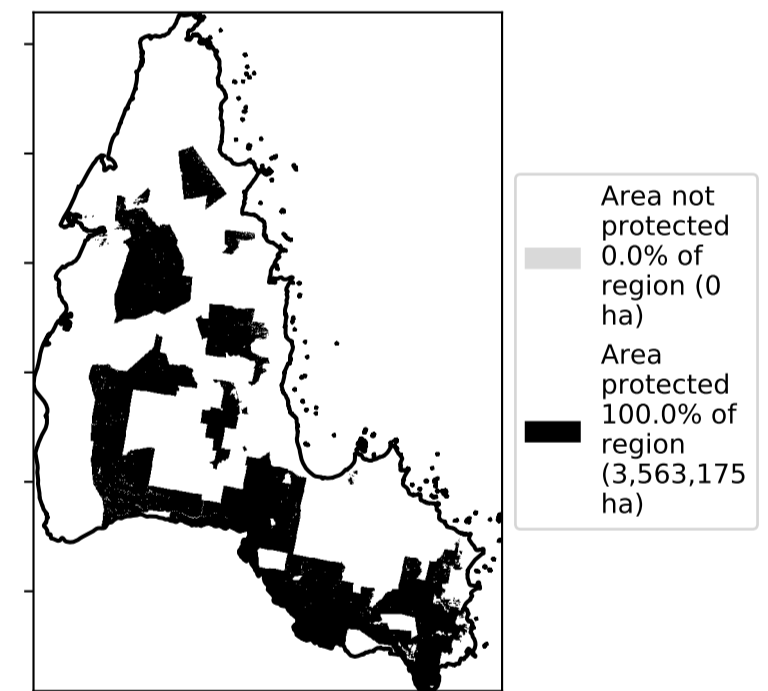 Area not
protected
0.0% of
region (0
ha)
Area
protected
100.0% of
region
(3,563,175
ha)